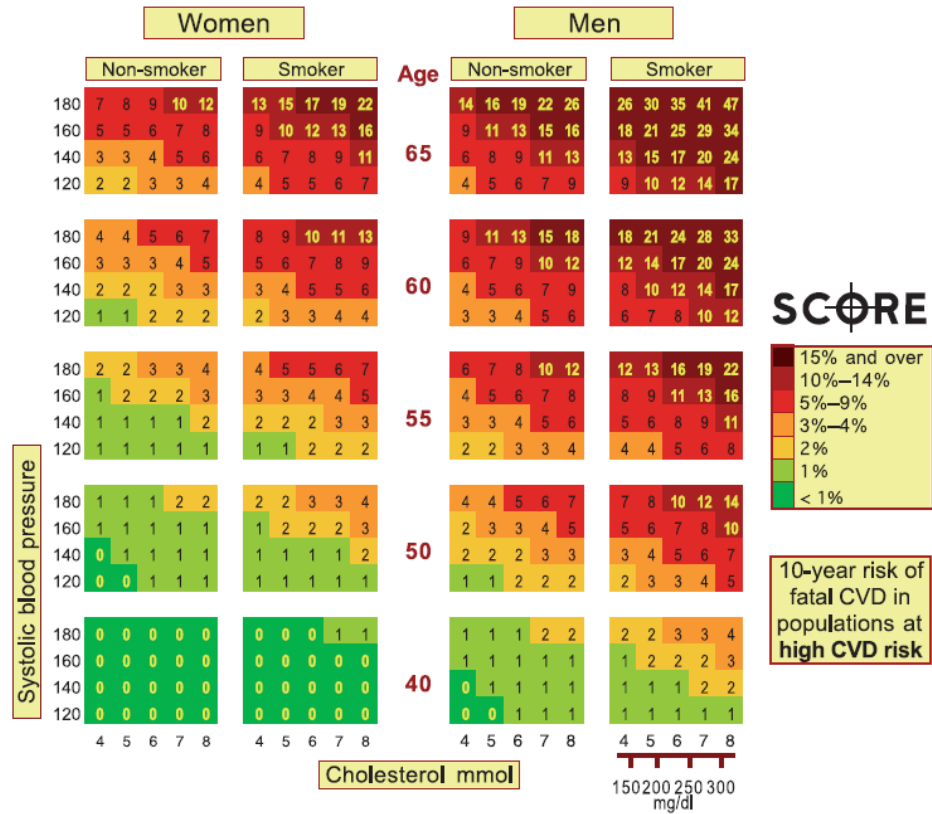 Women Men
Non-smoker Smoker Age Non-smoker Smoker
180 7 8 9 10 12 13 15 17 19 22 14 16 19 22 26 26 30 35 41 47
160 5 5 6 7 8 9 10 12 13 16 9 11 13 15 16 18 21 25 29 34
140 3 3 4 5 6 6 7 8 9 11 65 6 8 9 11 13 13 15 17 20 24
120 2 2 3 3 4 4 5 5 6 7 4 5 6 7 9 9 10 12 14 17
180 4 4 5 6 7 8 9 10 11 13 9 11 13 15 18 18 21 24 28 33
160 3 3 3 4 5 5 6 7 8 9 6 7 9 10 12 12 14 17 20 24
140 2 2 2 3 3 3 4 5 5 6 60 4 5 6 7 9 8 10 12 14 17
120 1 1 2 2 2 2 3 3 4 4 3 3 4 5 6 6 7 8 10 12
180 2 2 3 3 4 4 5 5 6 7 6 7 8 10 12 12 13 16 19 22
160 1 2 2 2 3 3 3 4 4 5 4 5 6 7 8 8 9 11 13 16
140 1 1 1 1 2 2 2 2 3 3 55 3 3 4 5 6 5 6 8 9 11
120 1 1 1 1 1 1 1 2 2 2 2 2 3 3 4 4 4 5 6 8
180 1 1 1 2 2 2 2 3 3 4 4 4 5 6 7 7 8 10 12 14
160 1 1 1 1 1 1 2 2 2 3 2 3 3 4 5 5 6 7 8 10
140 0 1 1 1 1 1 1 1 1 2 50 2 2 2 3 3 3 4 5 6 7
120 0 0 1 1 1 1 1 1 1 1 1 1 2 2 2 2 3 3 4 5
180 0 0 0 0 0 0 0 0 1 1 1 1 1 2 2 2 2 3 3 4
160 0 0 0 0 0 0 0 0 0 0 1 1 1 1 1 1 2 2 2 3
140 0 0 0 0 0 0 0 0 0 0 40 0 1 1 1 1 1 1 1 2 2
120 0 0 0 0 0 0 0 0 0 0 0 0 1 1 1 1 1 1 1 1
4 5 6 7 8 4 5 6 7 8 4 5 6 7 8 4 5 6 7 8
Cholesterol mmol
150 200 250 300
mg/dl
Systolic blood pressure
SCORE
15% and over
10%–14%
5%–9%
3%–4%
2%
1%
< 1%
10-year risk of
fatal CVD in
populations at
high CVD risk